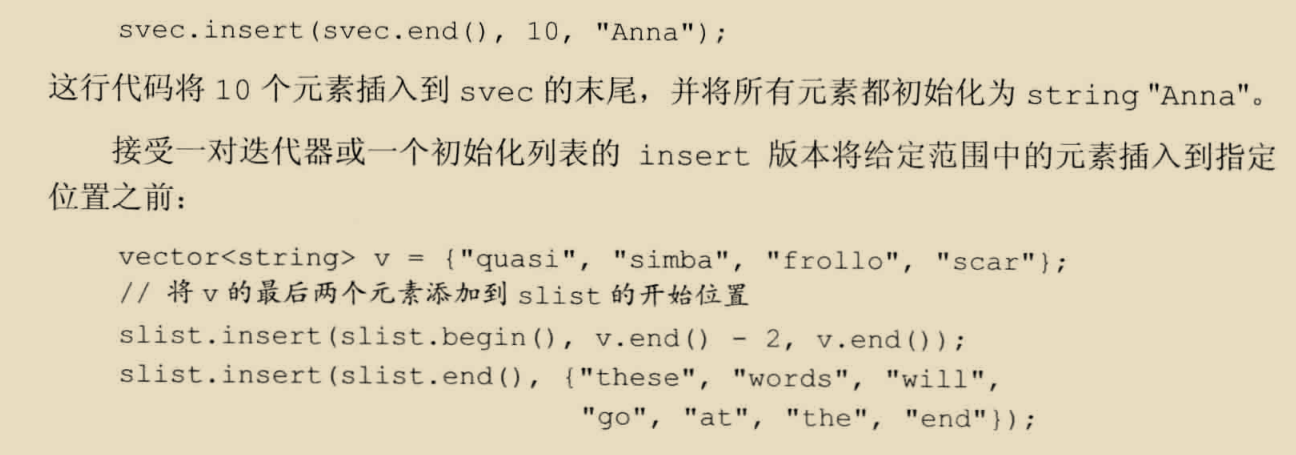 svec.insert(svec.end(), 10, "Anna");
这行代码将 10 个元素插入到 svec 的末尾，并将所有元素都初始化为 string "Anna"。
接受一对迭代器或一个初始化列表的 insert 版本将给定范围中的元素插入到指定
位置之前：
vector<string> v = {"quasi", "simba", "frollo", "scar"};
// 将 v 的最后两个元素添加到 slist 的开始位置
slist.insert(slist.begin(), v.end() - 2, v.end());
slist.insert(slist.end(), {"these", "words", "will",
"go", "at", "the", "end"});